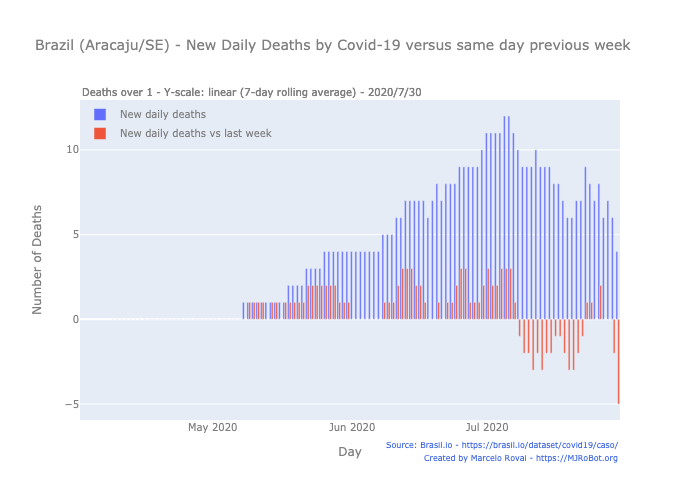 Brazil (Aracaju/SE) - New Daily Deaths by Covid-19 versus same day previous week
Deaths over 1 - Y-scale: linear (7-day rolling average) - 2020/7/30
New daily deaths
New daily deaths vs last week
10
5
0
−5
Number of Deaths
May 2020
Jun 2020
Jul 2020
Day
Source: Brasil.io - https://brasil.io/dataset/covid19/caso/
Created by Marcelo Rovai - https://MJRoBot.org